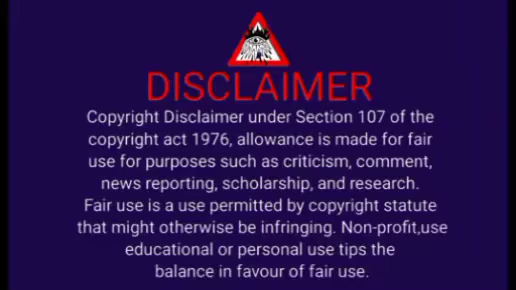 DISCLAIMER
Copyright Disclaimer under Section 107 of the
copyright act 1976, allowance is made for fair
use for purposes such as criticism, comment,
news reporting, scholarship, and research.
Fair use is a use permitted by copyright statute
that might otherwise be infringing. Non-profit,use
educational or personal use tips the
balance in favour of fair use.